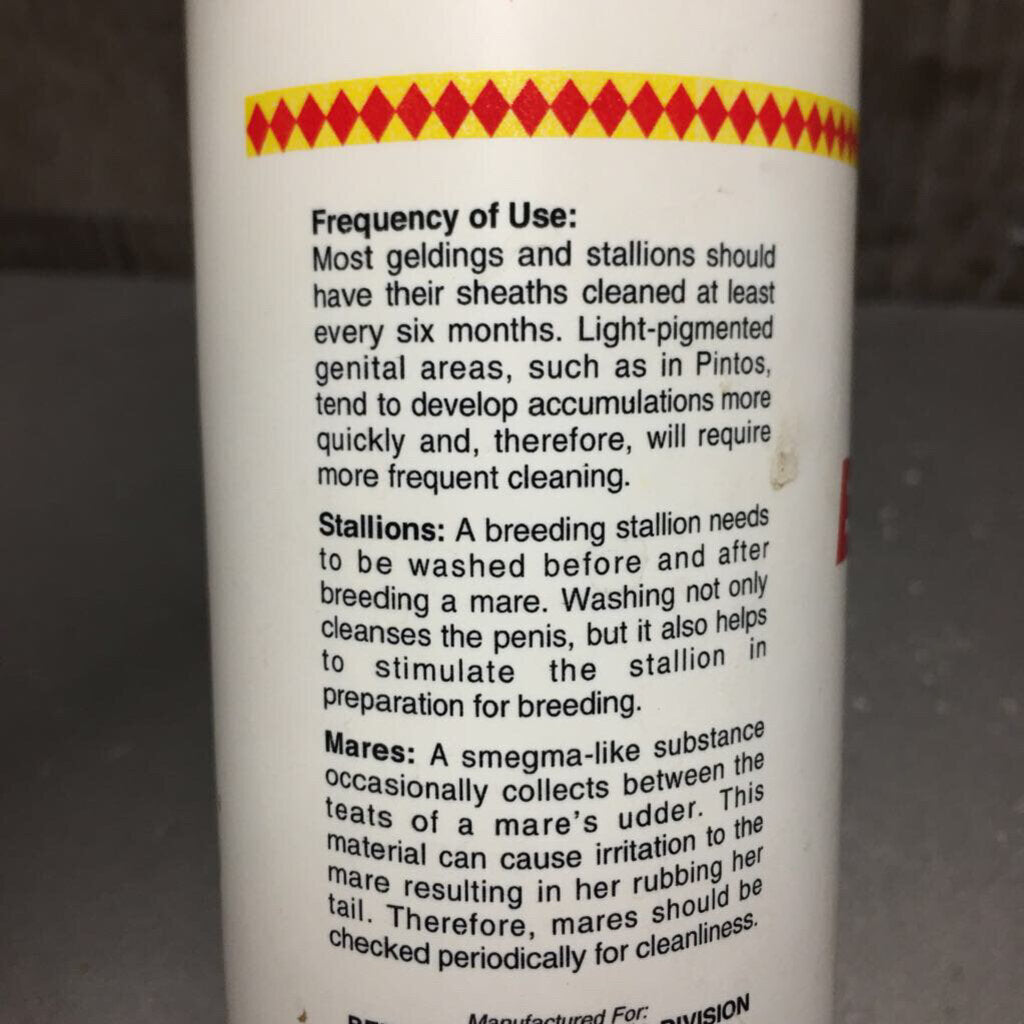 Frequency of Use:
Most geldings and stallions should
have their sheaths cleaned at least
every six months. Light-pigmented
genital areas, such as in Pintos,
tend to develop accumulations more
quickly and, therefore, will require
more frequent cleaning.
Stallions: A breeding stallion needs
to be washed before and after
breeding a mare. Washing not only
cleanses the penis, but it also helps
to stimulate the stallion in
preparation for breeding.
Mares: A smegma-like substance
occasionally collects between the
teats of a mare's udder. This
material can cause irritation to the
mare resulting in her rubbing her
tail. Therefore, mares should be
checked periodically for cleanliness.
Manufactured For:
DIVISION